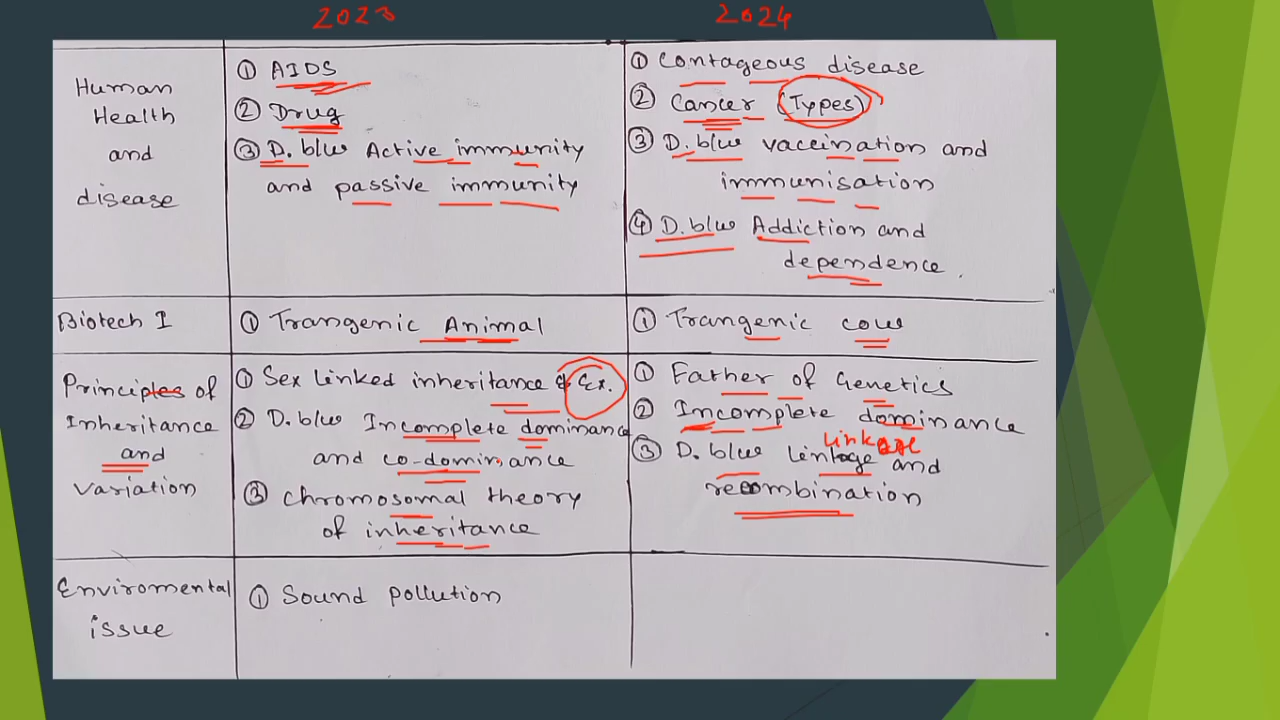 2023
2024
Human
Health
and
disease
① AIDS
② Drug
③ D.blw Active immunity
and passive immunity
① Contageous disease
② Cancer (Types)
③ D.blw vaccination and
immunisation
④ D.blw Addiction and
dependence.
Biotech I
① Trangenic Animal
① Trangenic cow
Principles of
Inheritance
and
variation
① Sex linked inheritance & Ex.
② D.blw Incomplete dominance
and co-dominance
③ chromosomal theory
of inheritance
① Father of Genetics
② Incomplete dominance
linkage
③ D.blw linkage and
recombination
Enviromental
issue
① Sound pollution